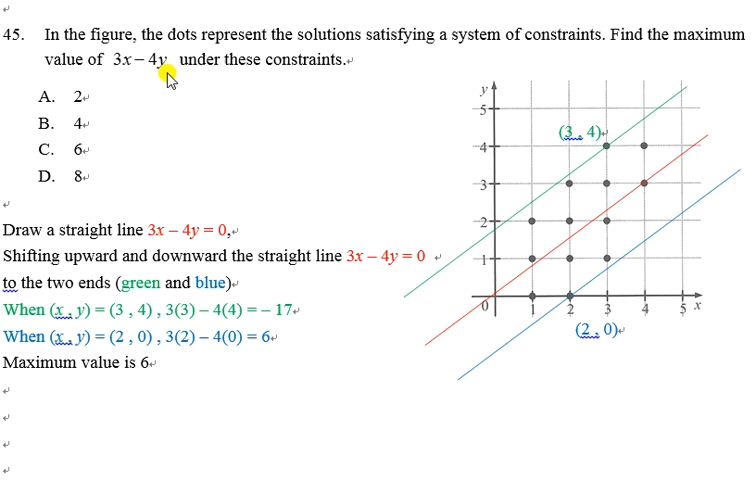 45. In the figure, the dots represent the solutions satisfying a system of constraints. Find the maximum
value of 3x – 4y under these constraints.
A. 2
B. 4
C. 6
D. 8
Draw a straight line 3x – 4y = 0,
Shifting upward and downward the straight line 3x – 4y = 0
to the two ends (green and blue)
When (x , y) = (3 , 4) , 3(3) – 4(4) = – 17
When (x , y) = (2 , 0) , 3(2) – 4(0) = 6
Maximum value is 6
y
5
(3 , 4)
4
3
2
1
0 1 2 3 4 5 x
(2 , 0)